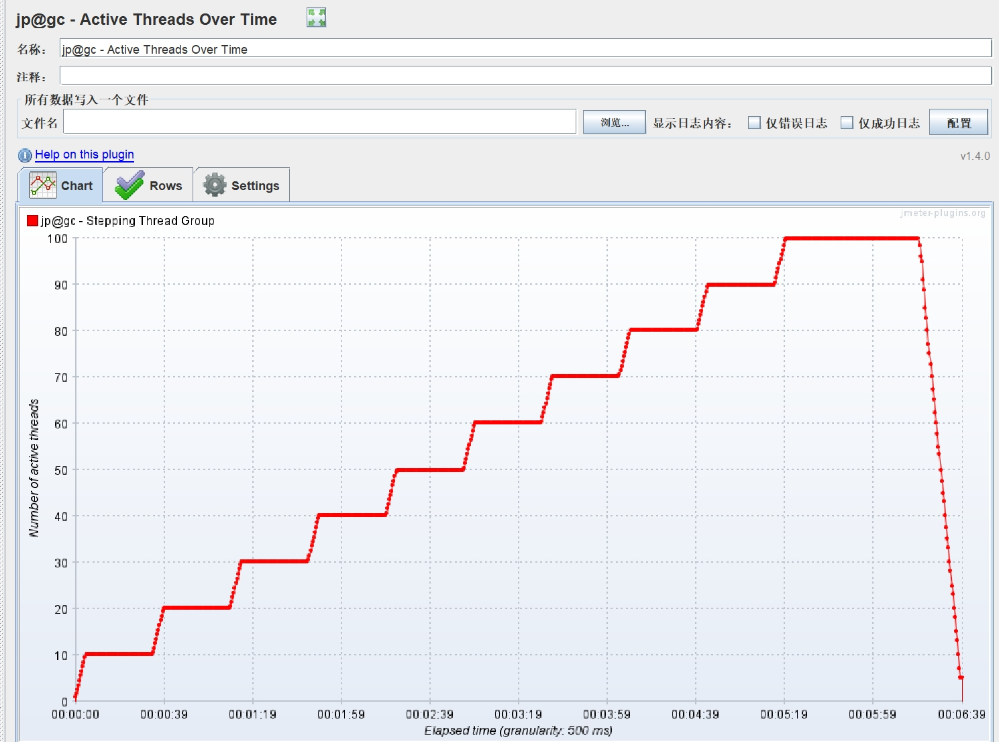 jp@gc - Active Threads Over Time
名称： jp@gc - Active Threads Over Time
注释：
所有数据写入一个文件
文件名 浏览... 显示日志内容： 仅错误日志 仅成功日志 配置
Help on this plugin
v1.4.0
Chart Rows Settings
jp@gc - Stepping Thread Group
jmeter-plugins.org
100
90
80
70
60
50
40
30
20
10
0
Number of active threads
00:00:00 00:00:39 00:01:19 00:01:59 00:02:39 00:03:19 00:03:59 00:04:39 00:05:19 00:05:59 00:06:39
Elapsed time (granularity: 500 ms)